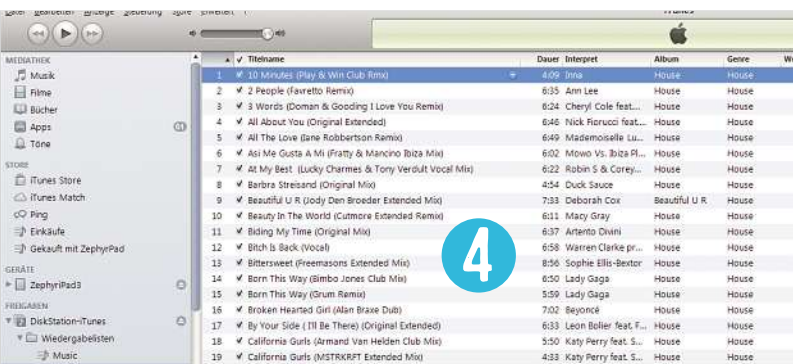 Datei Bearbeiten Anzeige Steuerung Store Erweitert
iTunes
MEDIATHEK
Musik
Filme
Bücher
Apps
Töne
STORE
iTunes Store
iTunes Match
Ping
Einkäufe
Gekauft mit ZephyrPad
GERÄTE
ZephyriPad3
FREIGABEN
DiskStation-iTunes
Wiedergabelisten
Music
Titelname Dauer Interpret Album Genre
1 10 Minutes (Play & Win Club Rmx) 4:09 Inna House House
2 2 People (Favretto Remix) 6:35 Ann Lee House House
3 3 Words (Doman & Gooding I Love You Remix) 6:24 Cheryl Cole feat... House House
4 All About You (Original Extended) 6:46 Nick Fiorucci feat... House House
5 All The Love (Jane Robbertson Remix) 6:49 Mademoiselle Lu... House House
6 Asi Me Gusta A Mi (Fratty & Mancino Ibiza Mix) 6:02 Mowo Vs. Ibiza Pl... House House
7 At My Best (Lucky Charmes & Tony Verdult Vocal Mix) 6:22 Robin S & Corey... House House
8 Barbra Streisand (Original Mix) 4:54 Duck Sauce House House
9 Beautiful U R (Jody Den Broeder Extended Mix) 7:33 Deborah Cox Beautiful U R House
10 Beauty In The World (Cutmore Extended Remix) 6:11 Macy Gray House House
11 Biding My Time (Original Mix) 6:37 Artento Divini House House
12 Bitch Is Back (Vocal) 6:58 Warren Clarke pr... House House
13 Bittersweet (Freemasons Extended Mix) 8:56 Sophie Ellis-Bextor House House
14 Born This Way (Bimbo Jones Club Mix) 6:50 Lady Gaga House House
15 Born This Way (Grum Remix) 5:59 Lady Gaga House House
16 Broken Hearted Girl (Alan Braxe Dub) 7:02 Beyoncé House House
17 By Your Side ( I'll Be There) (Original Extended) 6:33 Leon Bolier feat. F... House House
18 California Gurls (Armand Van Helden Club Mix) 5:50 Katy Perry feat. S... House House
19 California Gurls (MSTRKRFT Extended Mix) 4:33 Katy Perry feat. S... House House
4